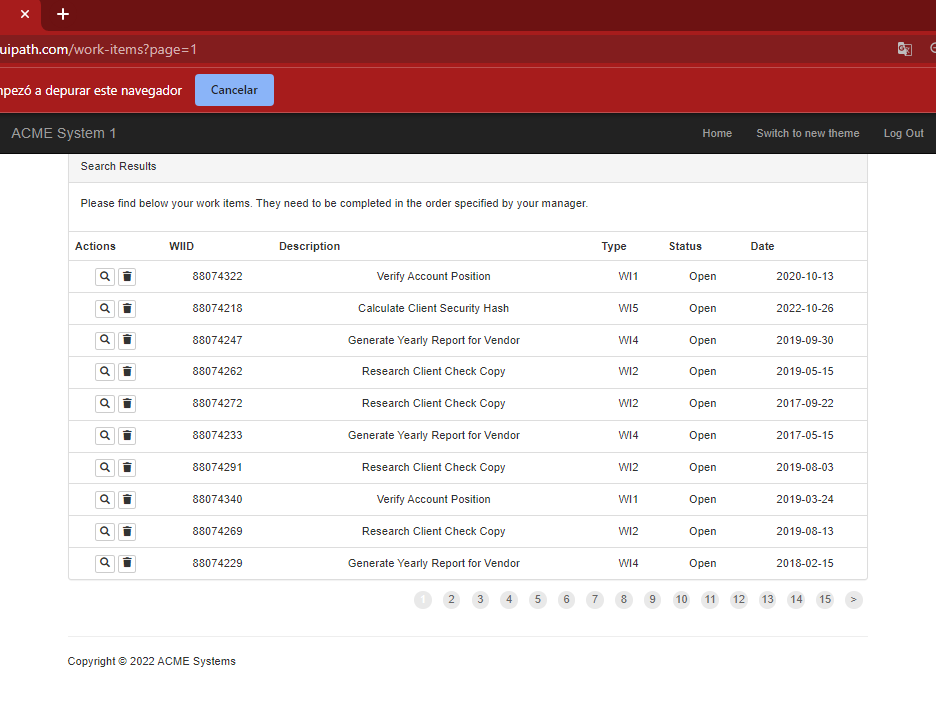 uipath.com/work-items?page=1
pezó a depurar este navegador Cancelar
ACME System 1 Home Switch to new theme Log Out
Search Results
Please find below your work items. They need to be completed in the order specified by your manager.
Actions WIID Description Type Status Date
88074322 Verify Account Position WI1 Open 2020-10-13
88074218 Calculate Client Security Hash WI5 Open 2022-10-26
88074247 Generate Yearly Report for Vendor WI4 Open 2019-09-30
88074262 Research Client Check Copy WI2 Open 2019-05-15
88074272 Research Client Check Copy WI2 Open 2017-09-22
88074233 Generate Yearly Report for Vendor WI4 Open 2017-05-15
88074291 Research Client Check Copy WI2 Open 2019-08-03
88074340 Verify Account Position WI1 Open 2019-03-24
88074269 Research Client Check Copy WI2 Open 2019-08-13
88074229 Generate Yearly Report for Vendor WI4 Open 2018-02-15
1 2 3 4 5 6 7 8 9 10 11 12 13 14 15 >
Copyright © 2022 ACME Systems